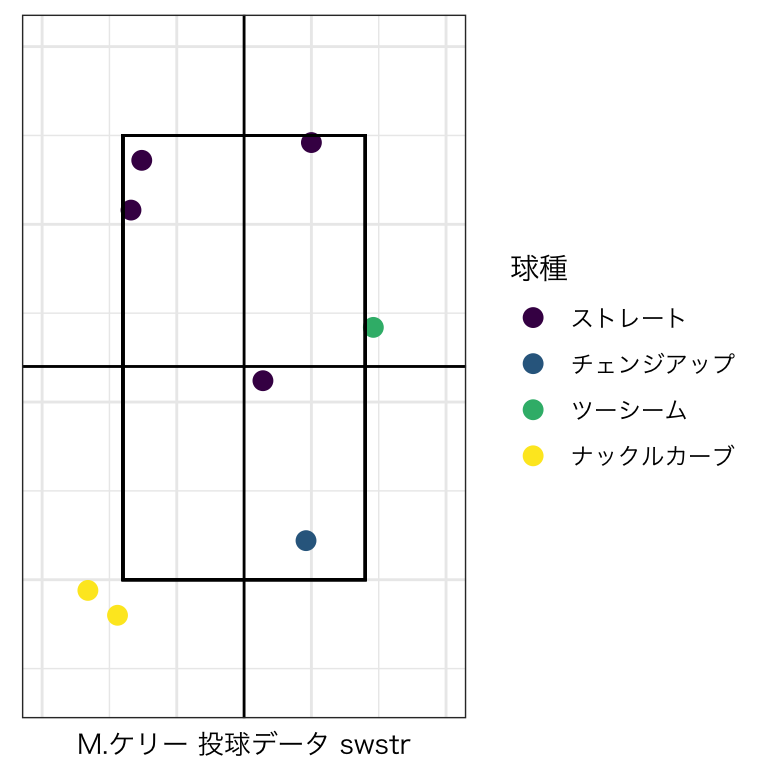 球種
ストレート
チェンジアップ
ツーシーム
ナックルカーブ
M.ケリー 投球データ swstr